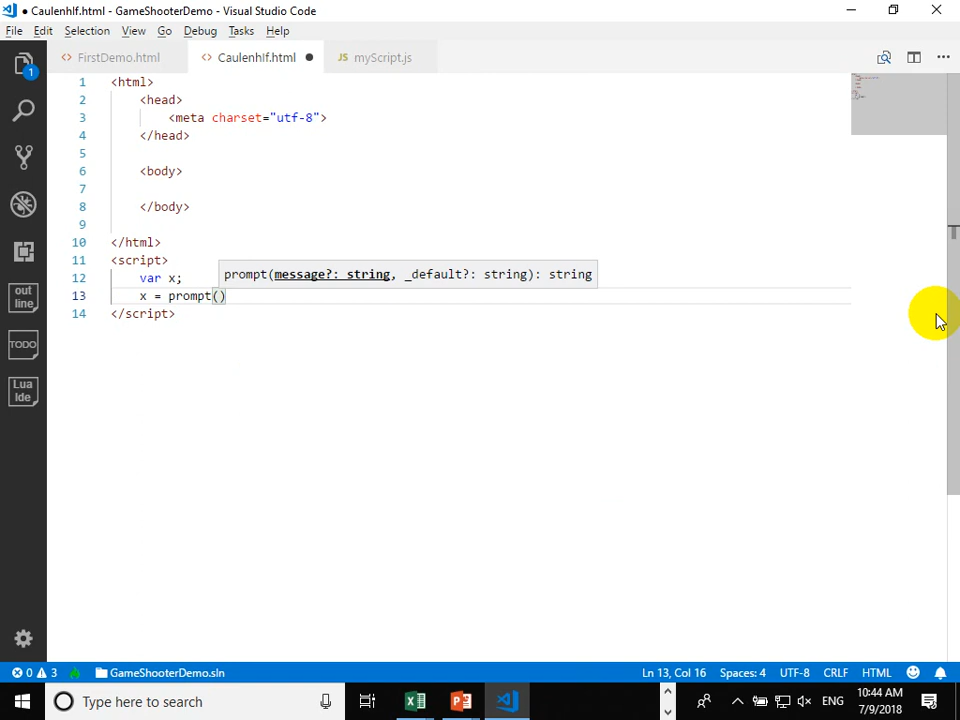 ● CaulenhIf.html - GameShooterDemo - Visual Studio Code
File Edit Selection View Go Debug Tasks Help
<> FirstDemo.html <> CaulenhIf.html ● JS myScript.js
1 <html>
2 <head>
3 <meta charset="utf-8">
4 </head>
5
6 <body>
7
8 </body>
9
10 </html>
11 <script>
12 var x;
prompt(message?: string, _default?: string): string
13 x = prompt()
14 </script>
1
out
line
TODO
Lua
Ide
0 3 GameShooterDemo.sln Ln 13, Col 16 Spaces: 4 UTF-8 CRLF HTML
Type here to search ENG 10:44 AM
7/9/2018